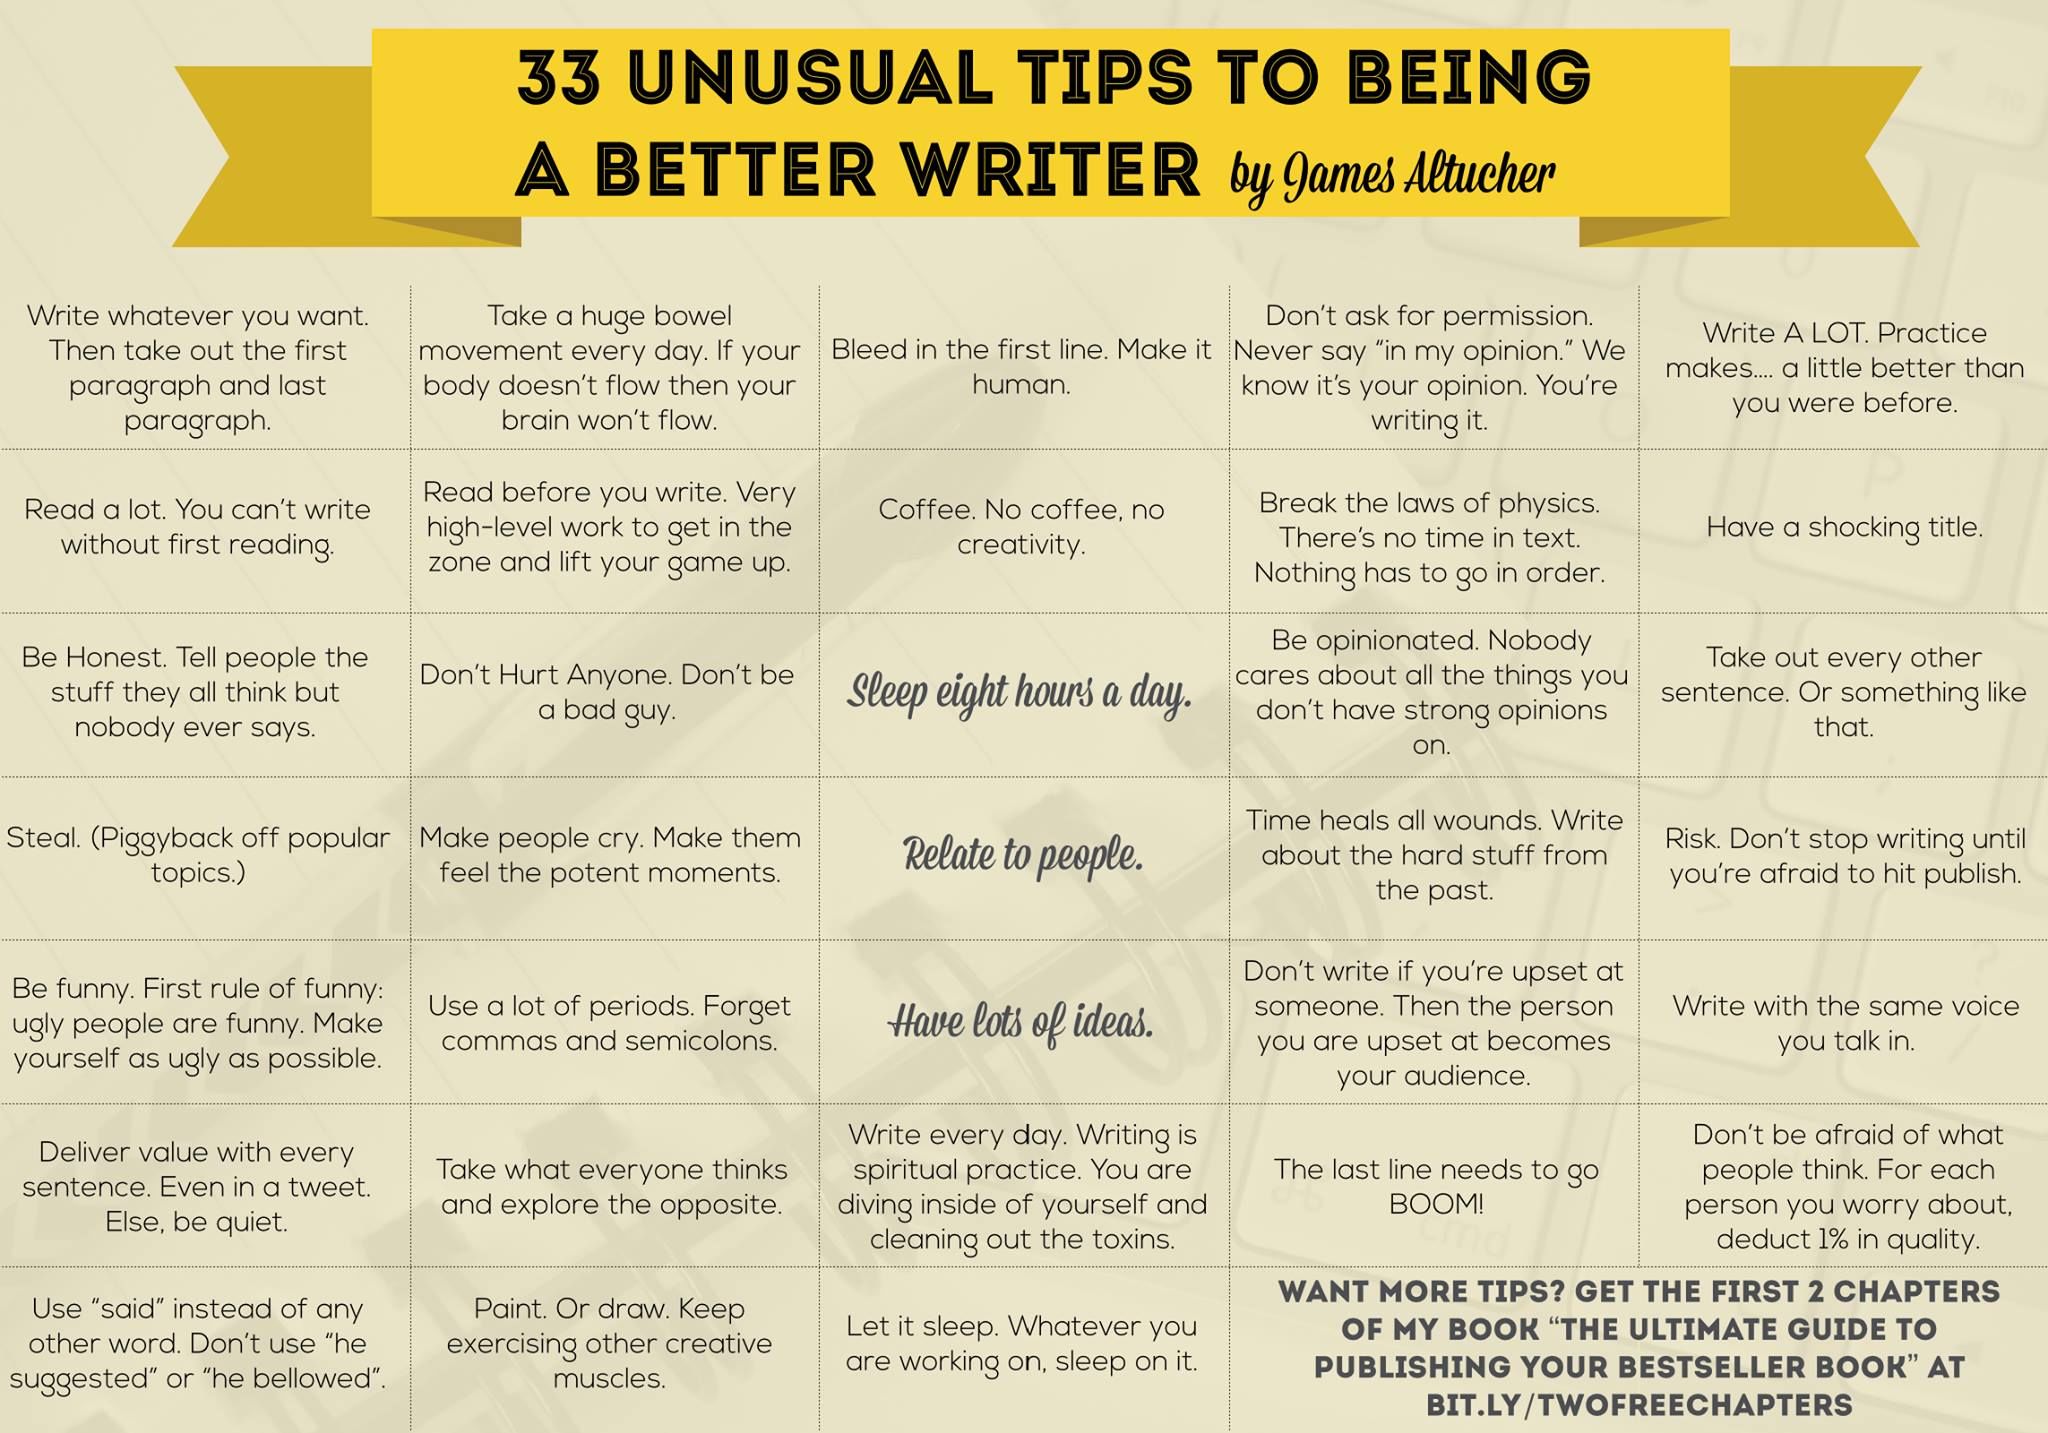 33 UNUSUAL TIPS TO BEING
A BETTER WRITER by James Altucher
Write whatever you want.
Then take out the first
paragraph and last
paragraph.
Take a huge bowel
movement every day. If your
body doesn't flow then your
brain won't flow.
Bleed in the first line. Make it
human.
Don't ask for permission.
Never say "in my opinion." We
know it's your opinion. You're
writing it.
Write A LOT. Practice
makes.... a little better than
you were before.
Read a lot. You can't write
without first reading.
Read before you write. Very
high-level work to get in the
zone and lift your game up.
Coffee. No coffee, no
creativity.
Break the laws of physics.
There's no time in text.
Nothing has to go in order.
Have a shocking title.
Be Honest. Tell people the
stuff they all think but
nobody ever says.
Don't Hurt Anyone. Don't be
a bad guy.
Sleep eight hours a day.
Be opinionated. Nobody
cares about all the things you
don't have strong opinions
on.
Take out every other
sentence. Or something like
that.
Steal. (Piggyback off popular
topics.)
Make people cry. Make them
feel the potent moments.
Relate to people.
Time heals all wounds. Write
about the hard stuff from
the past.
Risk. Don't stop writing until
you're afraid to hit publish.
Be funny. First rule of funny:
ugly people are funny. Make
yourself as ugly as possible.
Use a lot of periods. Forget
commas and semicolons.
Have lots of ideas.
Don't write if you're upset at
someone. Then the person
you are upset at becomes
your audience.
Write with the same voice
you talk in.
Deliver value with every
sentence. Even in a tweet.
Else, be quiet.
Take what everyone thinks
and explore the opposite.
Write every day. Writing is
spiritual practice. You are
diving inside of yourself and
cleaning out the toxins.
The last line needs to go
BOOM!
Don't be afraid of what
people think. For each
person you worry about,
deduct 1% in quality.
Use "said" instead of any
other word. Don't use "he
suggested" or "he bellowed".
Paint. Or draw. Keep
exercising other creative
muscles.
Let it sleep. Whatever you
are working on, sleep on it.
WANT MORE TIPS? GET THE FIRST 2 CHAPTERS
OF MY BOOK "THE ULTIMATE GUIDE TO
PUBLISHING YOUR BESTSELLER BOOK" AT
BIT.LY/TWOFREECHAPTERS